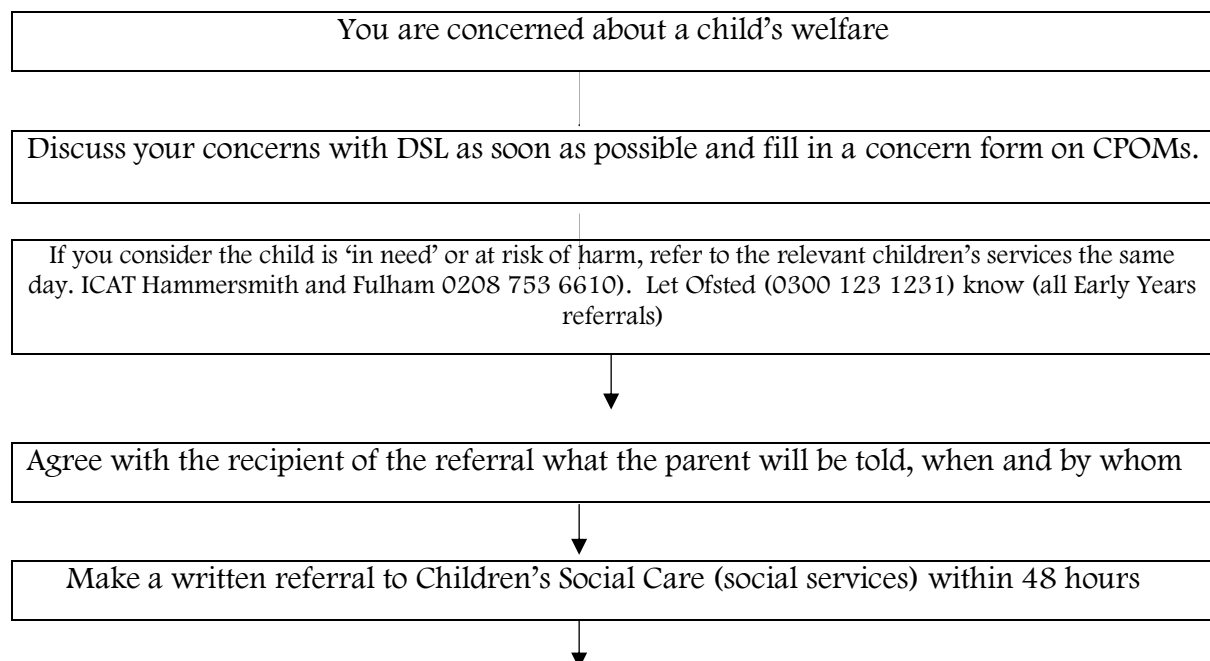 You are concerned about a child’s welfare
Discuss your concerns with DSL as soon as possible and fill in a concern form on CPOMs.
If you consider the child is ‘in need’ or at risk of harm, refer to the relevant children’s services the same
day. ICAT Hammersmith and Fulham 0208 753 6610).  Let Ofsted (0300 123 1231) know (all Early Years
referrals)
Agree with the recipient of the referral what the parent will be told, when and by whom
Make a written referral to Children’s Social Care (social services) within 48 hours